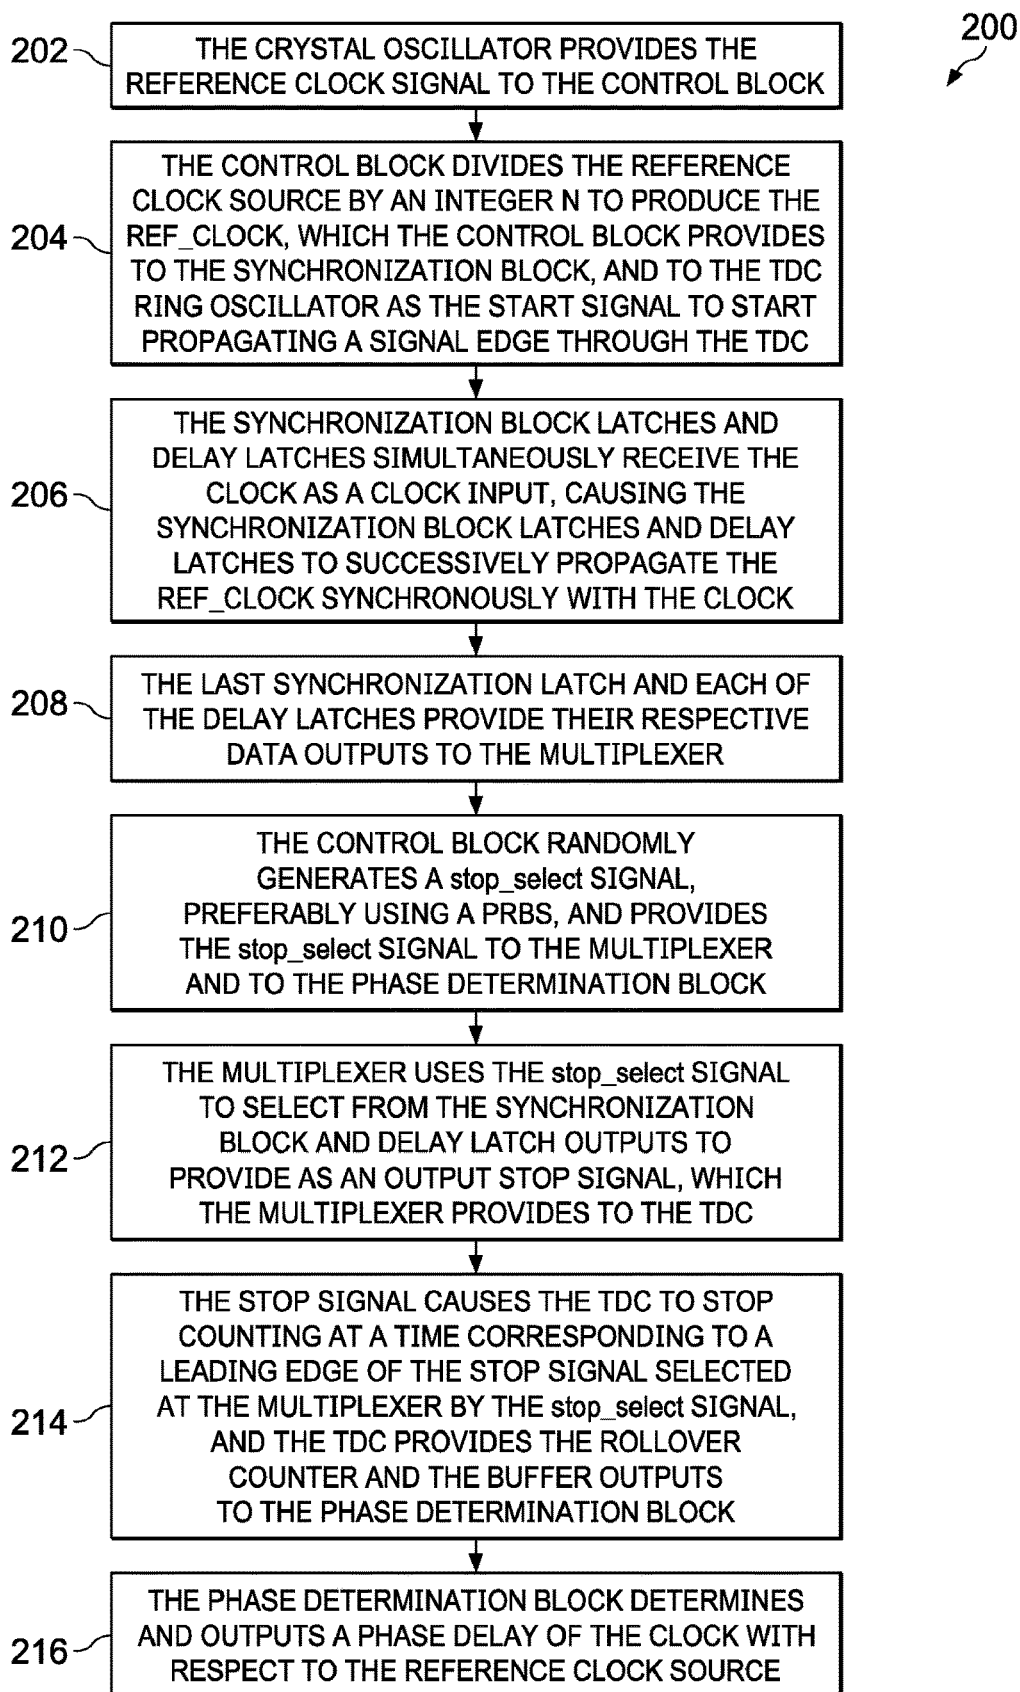 200
202
THE CRYSTAL OSCILLATOR PROVIDES THE
REFERENCE CLOCK SIGNAL TO THE CONTROL BLOCK
204
THE CONTROL BLOCK DIVIDES THE REFERENCE
CLOCK SOURCE BY AN INTEGER N TO PRODUCE THE
REF_CLOCK, WHICH THE CONTROL BLOCK PROVIDES
TO THE SYNCHRONIZATION BLOCK, AND TO THE TDC
RING OSCILLATOR AS THE START SIGNAL TO START
PROPAGATING A SIGNAL EDGE THROUGH THE TDC
206
THE SYNCHRONIZATION BLOCK LATCHES AND
DELAY LATCHES SIMULTANEOUSLY RECEIVE THE
CLOCK AS A CLOCK INPUT, CAUSING THE
SYNCHRONIZATION BLOCK LATCHES AND DELAY
LATCHES TO SUCCESSIVELY PROPAGATE THE
REF_CLOCK SYNCHRONOUSLY WITH THE CLOCK
208
THE LAST SYNCHRONIZATION LATCH AND EACH OF
THE DELAY LATCHES PROVIDE THEIR RESPECTIVE
DATA OUTPUTS TO THE MULTIPLEXER
210
THE CONTROL BLOCK RANDOMLY
GENERATES A stop_select SIGNAL,
PREFERABLY USING A PRBS, AND PROVIDES
THE stop_select SIGNAL TO THE MULTIPLEXER
AND TO THE PHASE DETERMINATION BLOCK
212
THE MULTIPLEXER USES THE stop_select SIGNAL
TO SELECT FROM THE SYNCHRONIZATION
BLOCK AND DELAY LATCH OUTPUTS TO
PROVIDE AS AN OUTPUT STOP SIGNAL, WHICH
THE MULTIPLEXER PROVIDES TO THE TDC
214
THE STOP SIGNAL CAUSES THE TDC TO STOP
COUNTING AT A TIME CORRESPONDING TO A
LEADING EDGE OF THE STOP SIGNAL SELECTED
AT THE MULTIPLEXER BY THE stop_select SIGNAL,
AND THE TDC PROVIDES THE ROLLOVER
COUNTER AND THE BUFFER OUTPUTS
TO THE PHASE DETERMINATION BLOCK
216
THE PHASE DETERMINATION BLOCK DETERMINES
AND OUTPUTS A PHASE DELAY OF THE CLOCK WITH
RESPECT TO THE REFERENCE CLOCK SOURCE